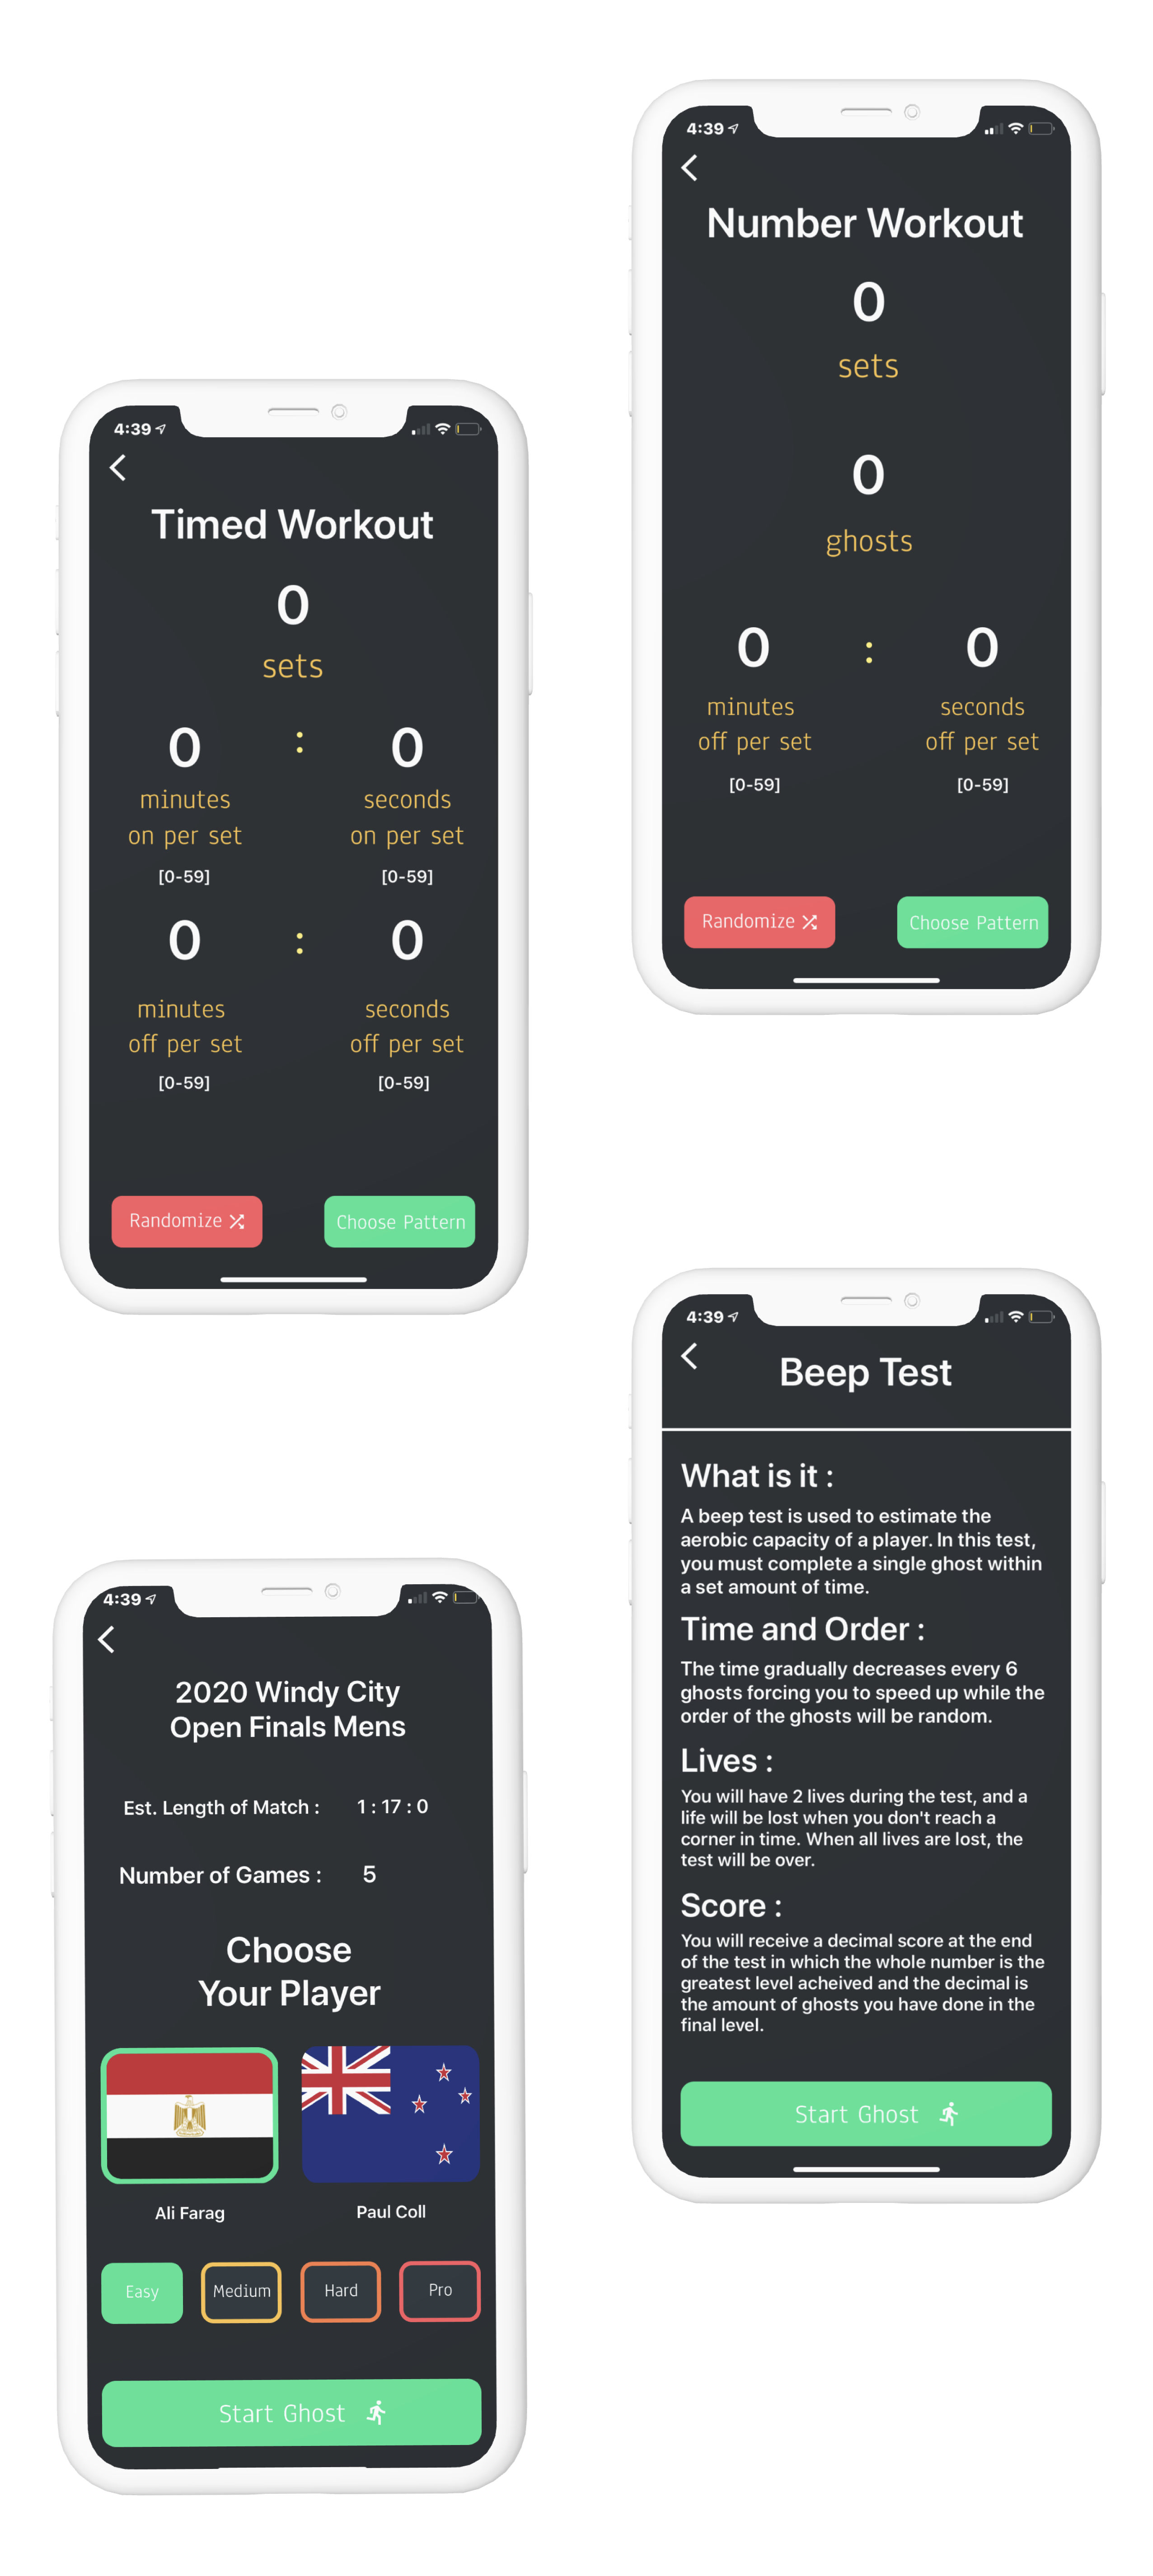 4:39
Number Workout
0
sets
0
ghosts
0 : 0
minutes seconds
off per set off per set
[0-59] [0-59]
Randomize Choose Pattern
4:39
Timed Workout
0
sets
0 : 0
minutes seconds
on per set on per set
[0-59] [0-59]
0 : 0
minutes seconds
off per set off per set
[0-59] [0-59]
Randomize Choose Pattern
4:39
Beep Test
What is it :
A beep test is used to estimate the
aerobic capacity of a player. In this test,
you must complete a single ghost within
a set amount of time.
Time and Order :
The time gradually decreases every 6
ghosts forcing you to speed up while the
order of the ghosts will be random.
Lives :
You will have 2 lives during the test, and a
life will be lost when you don't reach a
corner in time. When all lives are lost, the
test will be over.
Score :
You will receive a decimal score at the end
of the test in which the whole number is the
greatest level acheived and the decimal is
the amount of ghosts you have done in the
final level.
Start Ghost
4:39
2020 Windy City
Open Finals Mens
Est. Length of Match : 1 : 17 : 0
Number of Games : 5
Choose
Your Player
Ali Farag Paul Coll
Easy Medium Hard Pro
Start Ghost